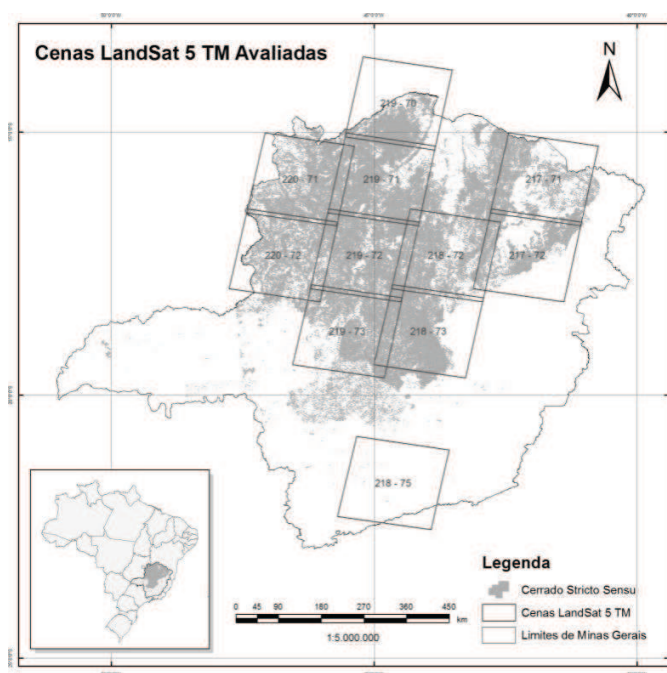 Cenas LandSat 5 TM Avaliadas
N
219 - 70
220 - 71
219 - 71
217 - 71
220 - 72
219 - 72
218 - 72
217 - 72
219 - 73
218 - 73
218 - 75
Legenda
Cerrado Stricto Sensu
Cenas LandSat 5 TM
Limites de Minas Gerais
0 45 90 180 270 360 450
km
1:5.000.000